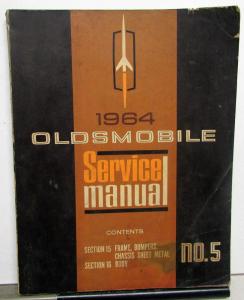 1964
OLDSMOBILE
Service
manual
CONTENTS
SECTION 15 FRAME, BUMPERS,
CHASSIS SHEET METAL
SECTION 16 BODY
no.5